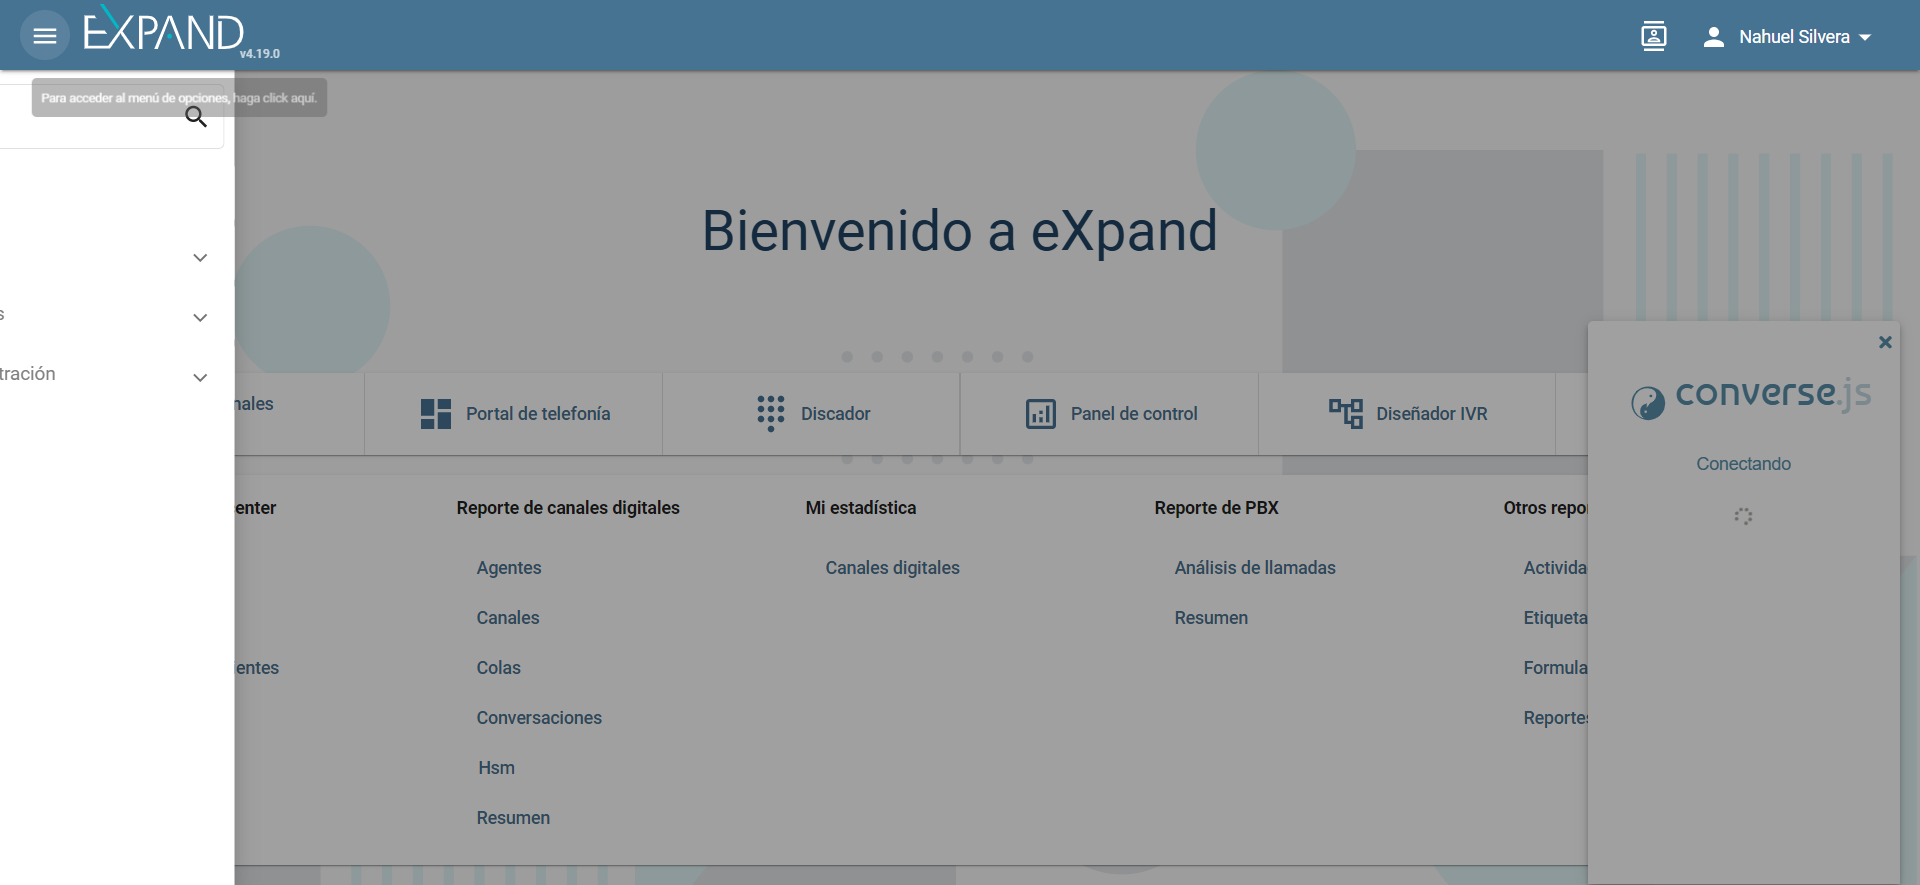 EXPAND
v4.19.0
Nahuel Silvera
Para acceder al menú de opciones, haga click aquí.
Bienvenido a eXpand
s
tración
nales
Portal de telefonía
Discador
Panel de control
Diseñador IVR
converse.js
Conectando
enter
Reporte de canales digitales
Mi estadística
Reporte de PBX
Otros repo
Agentes
Canales digitales
Análisis de llamadas
Activida
Canales
Resumen
Etiqueta
ientes
Colas
Formula
Conversaciones
Reportes
Hsm
Resumen